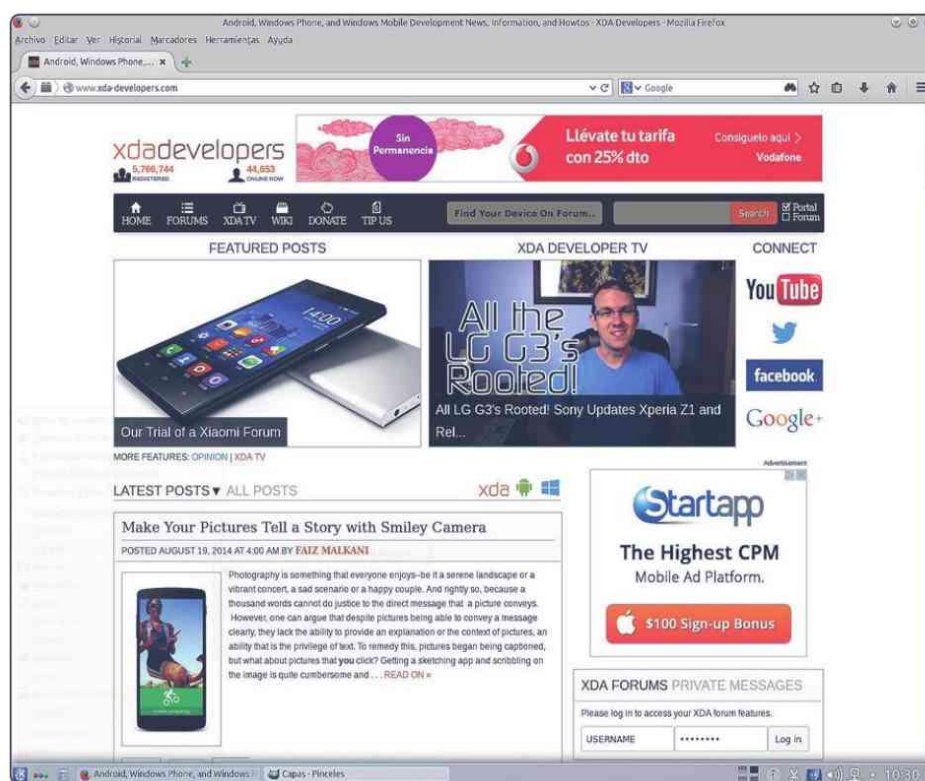 Android, Windows Phone, and Windows Mobile Development News, Information, and Howtos - XDA Developers - Mozilla Firefox
Archivo Editar Ver Historial Marcadores Herramientas Ayuda
Android, Windows Phone,...
www.xda-developers.com
Google
xdadevelopers
5,766,744
REGISTERED
44,653
ONLINE NOW
Sin
Permanencia
Llévate tu tarifa
con 25% dto
Consíguelo aquí >
Vodafone
HOME FORUMS XDA TV WIKI DONATE TIP US
Find Your Device On Forum...
Search
Portal
Forum
FEATURED POSTS
XDA DEVELOPER TV
CONNECT
14:00
Our Trial of a Xiaomi Forum
All the
LG G3's
Rooted!
All LG G3's Rooted! Sony Updates Xperia Z1 and
Rel...
YouTube
facebook
Google+
MORE FEATURES: OPINION | XDA TV
LATEST POSTS▼ ALL POSTS
xda
Make Your Pictures Tell a Story with Smiley Camera
POSTED AUGUST 19, 2014 AT 4:00 AM BY FAIZ MALKANI
Photography is something that everyone enjoys–be it a serene landscape or a
vibrant concert, a sad scenario or a happy couple. And rightly so, because a
thousand words cannot do justice to the direct message that a picture conveys.
However, one can argue that despite pictures being able to convey a message
clearly, they lack the ability to provide an explanation or the context of pictures, an
ability that is the privilege of text. To remedy this, pictures began being captioned,
but what about pictures that you click? Getting a sketching app and scribbling on
the image is quite cumbersome and . . . READ ON »
Advertisement
Startapp
The Highest CPM
Mobile Ad Platform.
$100 Sign-up Bonus
XDA FORUMS PRIVATE MESSAGES
Please log in to access your XDA forum features.
USERNAME
••••••••
Log in
Android, Windows Phone, and Windows
Capas - Pinceles
10:30